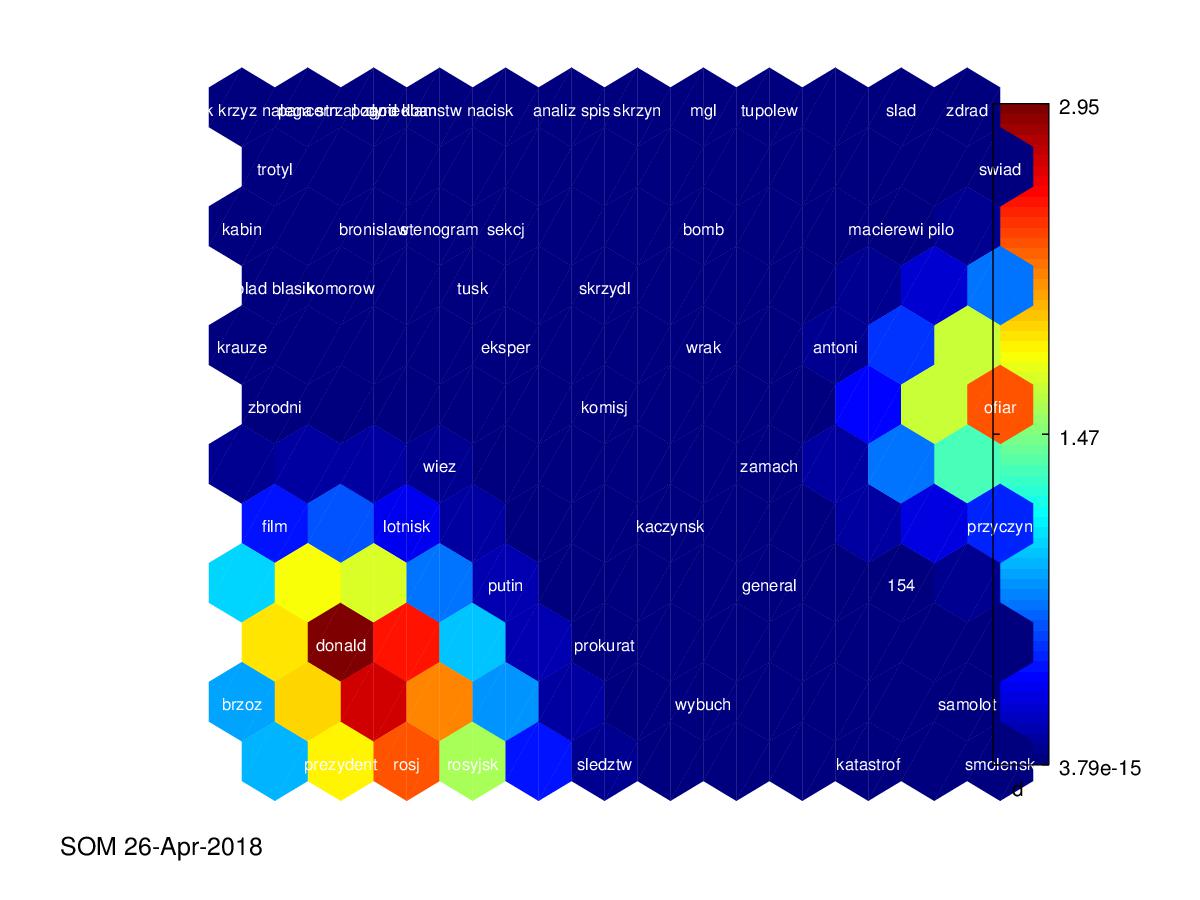 k krzyz nacisk analiz spis skrzyn mgl tupolew slad zdrad
2.95
trotyl swiad
kabin bronislaw stenogram sekcj bomb macierewi pilo
blasik komorow tusk skrzydl
krauze eksper wrak antoni
zbrodni komisj ofiar
1.47
wiez zamach
film lotnisk kaczynsk przyczyn
putin general 154
donald prokurat
brzoz wybuch samolot
prezydent rosj rosyjsk sledztw katastrof smolensk
3.79e-15
d
SOM 26-Apr-2018